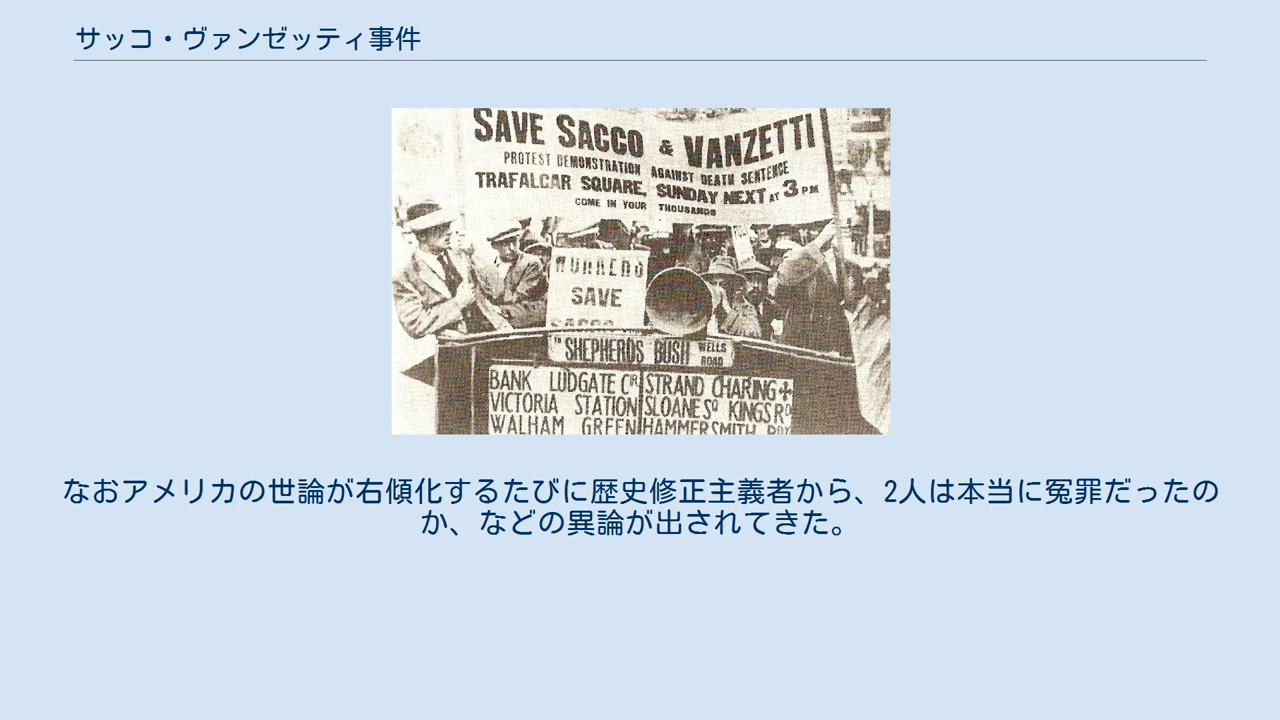 サッコ・ヴァンゼッティ事件
SAVE SACCO & VANZETTI
PROTEST DEMONSTRATION AGAINST DEATH SENTENCE
TRAFALGAR SQUARE, SUNDAY NEXT AT 3 PM
COME IN YOUR THOUSANDS
SAVE
SACCO
SHEPHERDS BUSH WELLS ROAD
BANK LUDGATE CIR STRAND CHARING
VICTORIA STATION SLOANE SQ KINGS RD
WALHAM GREEN HAMMERSMITH
なおアメリカの世論が右傾化するたびに歴史修正主義者から、2人は本当に冤罪だったの
か、などの異論が出されてきた。